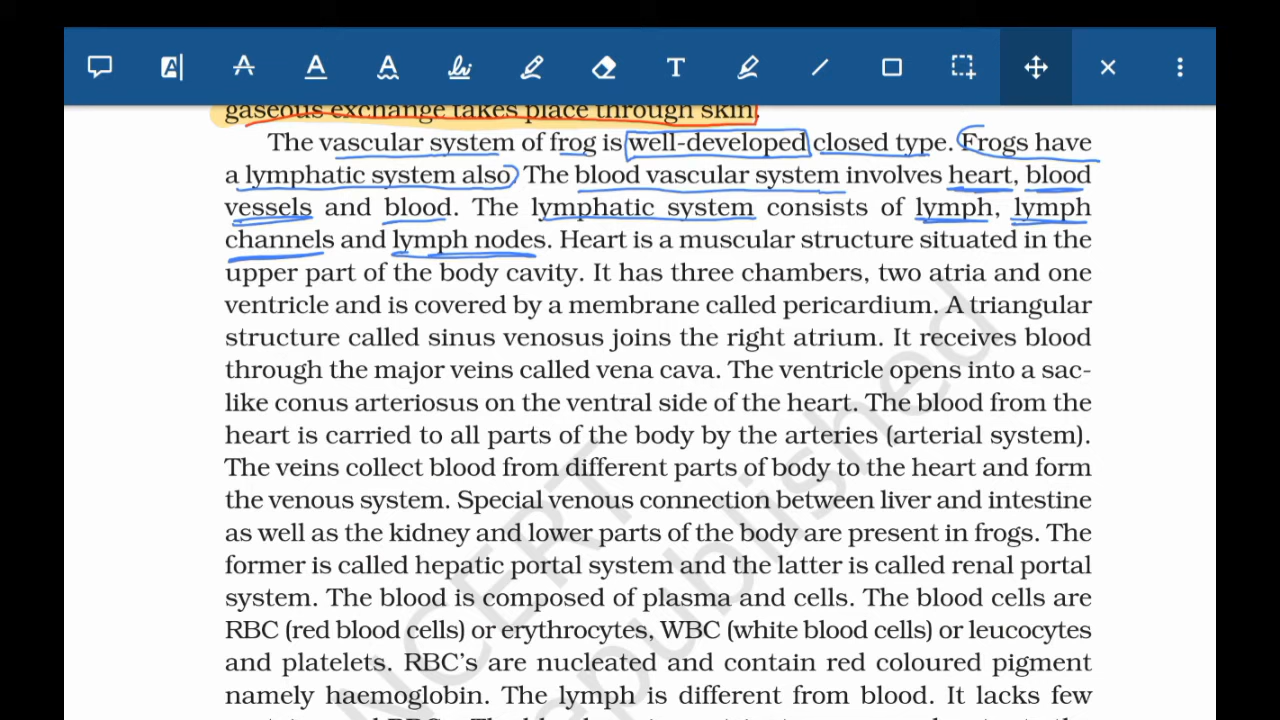 gaseous exchange takes place through skin.
The vascular system of frog is well-developed closed type. Frogs have
a lymphatic system also. The blood vascular system involves heart, blood
vessels and blood. The lymphatic system consists of lymph, lymph
channels and lymph nodes. Heart is a muscular structure situated in the
upper part of the body cavity. It has three chambers, two atria and one
ventricle and is covered by a membrane called pericardium. A triangular
structure called sinus venosus joins the right atrium. It receives blood
through the major veins called vena cava. The ventricle opens into a sac-
like conus arteriosus on the ventral side of the heart. The blood from the
heart is carried to all parts of the body by the arteries (arterial system).
The veins collect blood from different parts of body to the heart and form
the venous system. Special venous connection between liver and intestine
as well as the kidney and lower parts of the body are present in frogs. The
former is called hepatic portal system and the latter is called renal portal
system. The blood is composed of plasma and cells. The blood cells are
RBC (red blood cells) or erythrocytes, WBC (white blood cells) or leucocytes
and platelets. RBC's are nucleated and contain red coloured pigment
namely haemoglobin. The lymph is different from blood. It lacks few
NCERT
republished